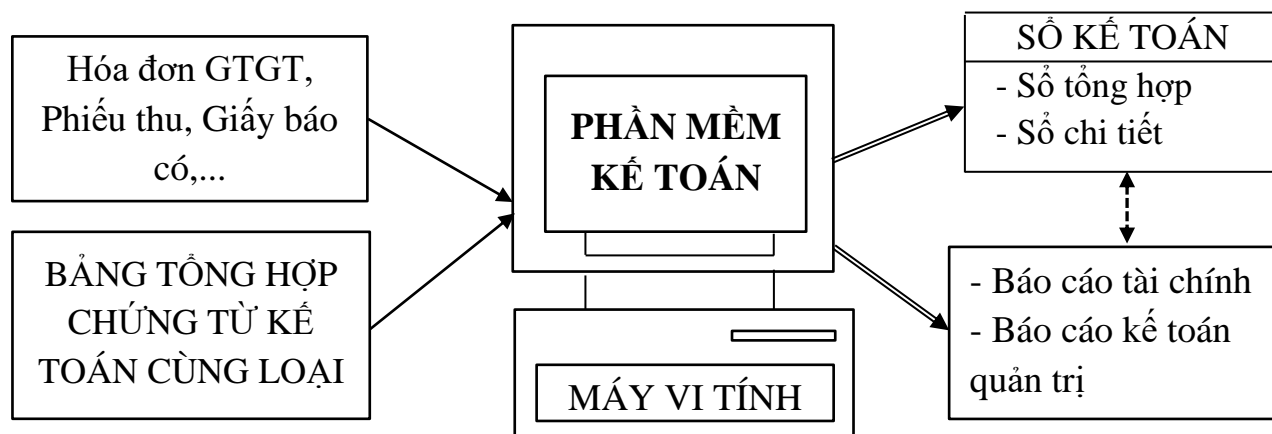 Hóa đơn GTGT,
Phiếu thu, Giấy báo
có,...
BẢNG TỔNG HỢP
CHỨNG TỪ KẾ
TOÁN CÙNG LOẠI
PHẦN MỀM
KẾ TOÁN
MÁY VI TÍNH
SỔ KẾ TOÁN
- Sổ tổng hợp
- Sổ chi tiết
- Báo cáo tài chính
- Báo cáo kế toán
quản trị